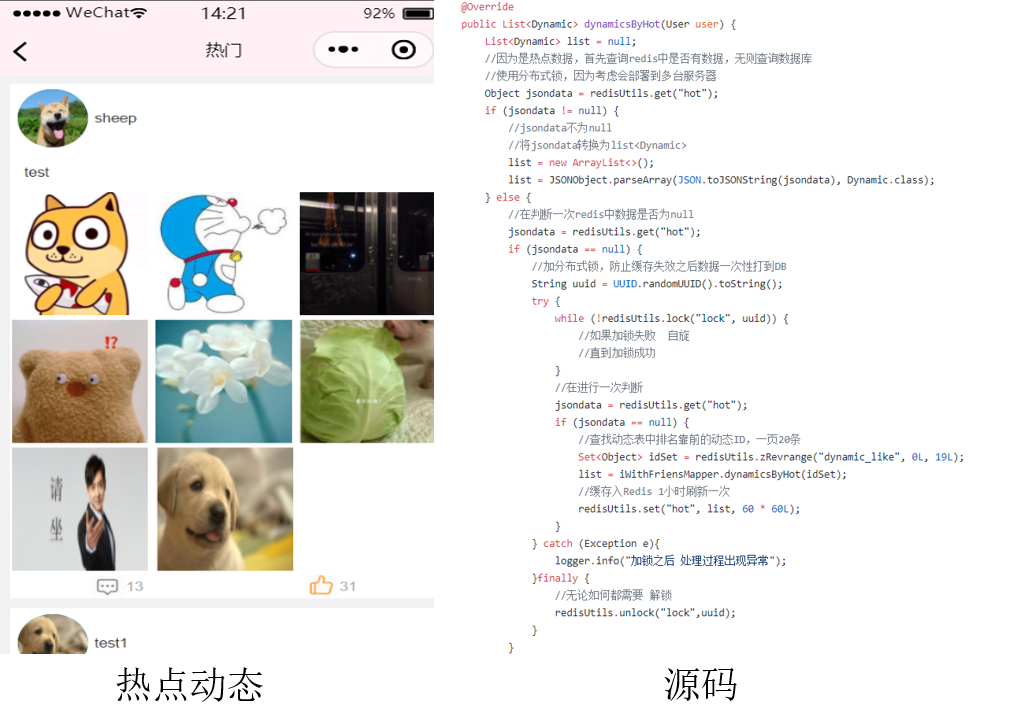 WeChat 14:21 92%
热门
sheep
test
!?
请
坐
13 31
test1
热点动态
@Override
public List<Dynamic> dynamicsByHot(User user) {
List<Dynamic> list = null;
//因为是热点数据，首先查询redis中是否有数据，无则查询数据库
//使用分布式锁，因为考虑会部署到多台服务器
Object jsondata = redisUtils.get("hot");
if (jsondata != null) {
//jsondata不为null
//将jsondata转换为list<Dynamic>
list = new ArrayList<>();
list = JSONObject.parseArray(JSON.toJSONString(jsondata), Dynamic.class);
} else {
//在判断一次redis中数据是否为null
jsondata = redisUtils.get("hot");
if (jsondata == null) {
//加分布式锁，防止缓存失效之后数据一次性打到DB
String uuid = UUID.randomUUID().toString();
try {
while (!redisUtils.lock("lock", uuid)) {
//如果加锁失败 自旋
//直到加锁成功
}
//在进行一次判断
jsondata = redisUtils.get("hot");
if (jsondata == null) {
//查找动态表中排名靠前的动态ID，一页20条
Set<Object> idSet = redisUtils.zRevrange("dynamic_like", 0L, 19L);
list = iWithFriensMapper.dynamicsByHot(idSet);
//缓存入Redis 1小时刷新一次
redisUtils.set("hot", list, 60 * 60L);
}
} catch (Exception e){
logger.info("加锁之后 处理过程出现异常");
}finally {
//无论如何都需要 解锁
redisUtils.unlock("lock",uuid);
}
}
源码